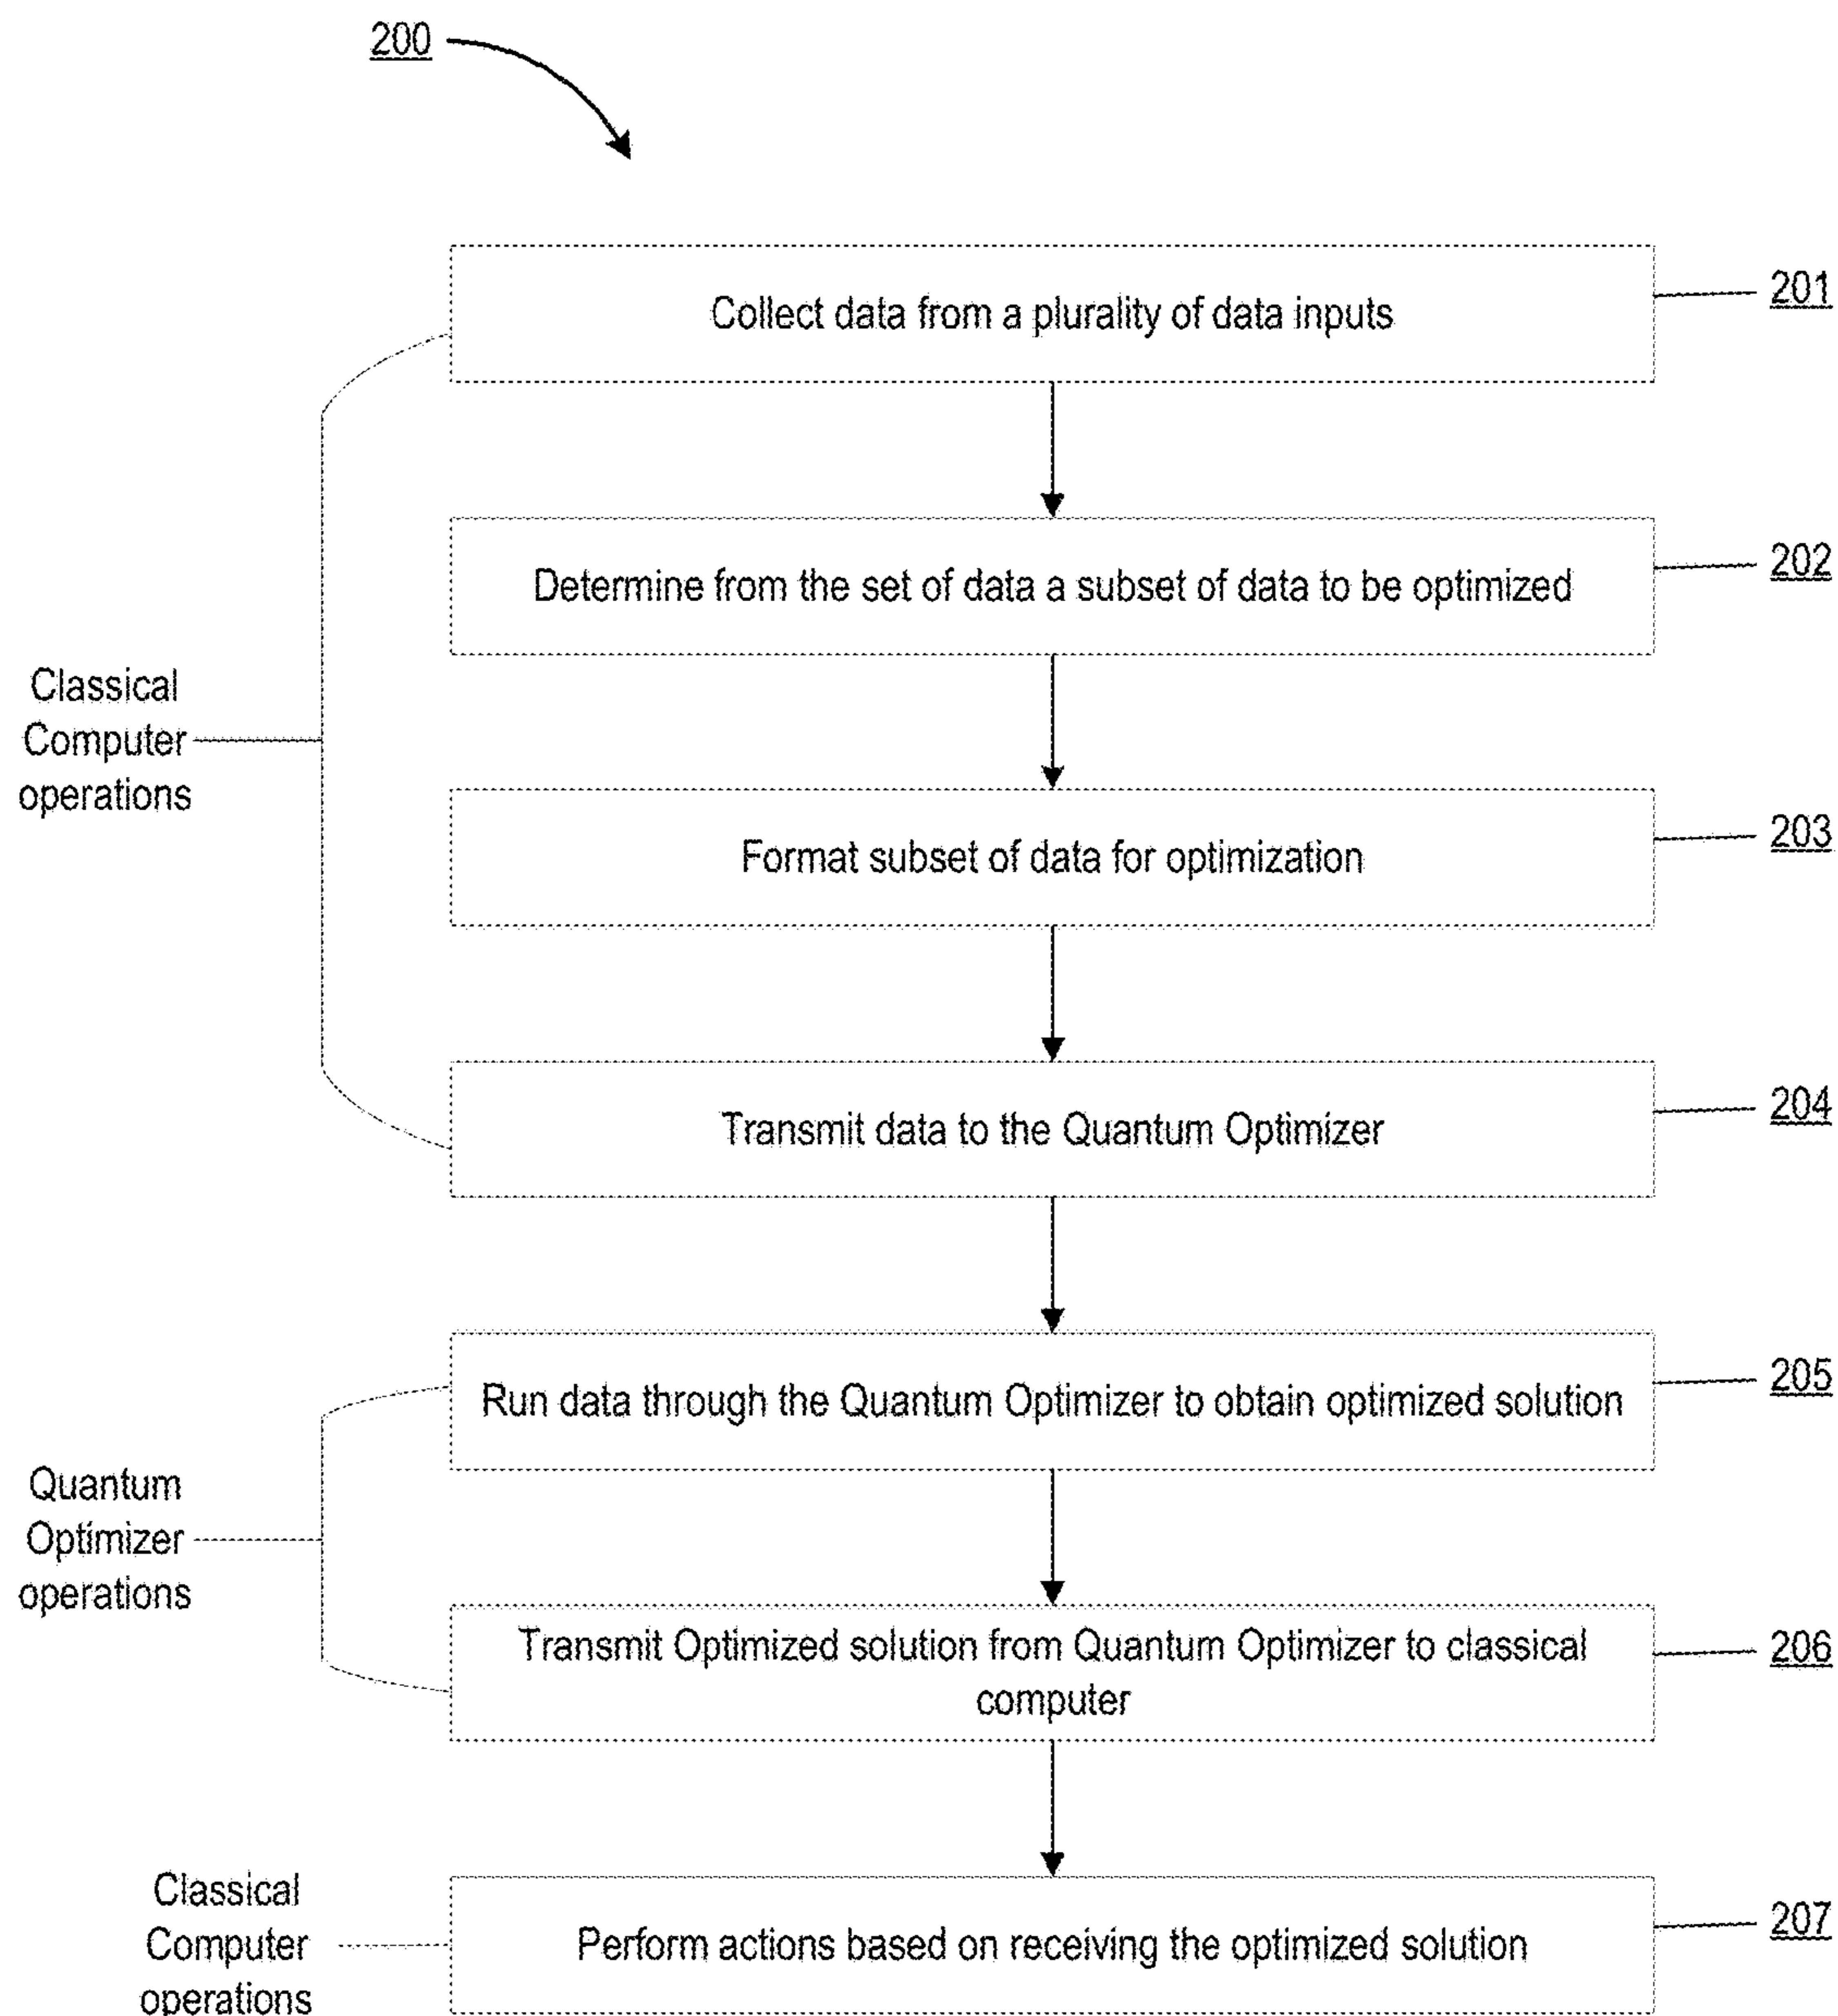 200
Collect data from a plurality of data inputs
201
Determine from the set of data a subset of data to be optimized
202
Classical
Computer
operations
Format subset of data for optimization
203
Transmit data to the Quantum Optimizer
204
Run data through the Quantum Optimizer to obtain optimized solution
205
Quantum
Optimizer
operations
Transmit Optimized solution from Quantum Optimizer to classical
computer
206
Classical
Computer
operations
Perform actions based on receiving the optimized solution
207